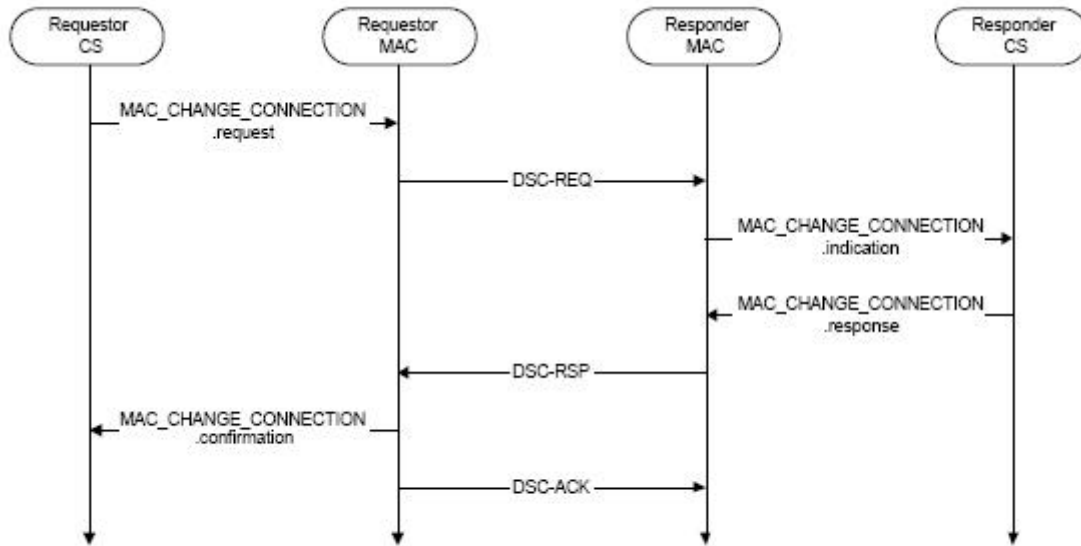 Requestor
CS
Requestor
MAC
Responder
MAC
Responder
CS
MAC_CHANGE_CONNECTION
.request
DSC-REQ
MAC_CHANGE_CONNECTION
.indication
MAC_CHANGE_CONNECTION
.response
DSC-RSP
MAC_CHANGE_CONNECTION
.confirmation
DSC-ACK